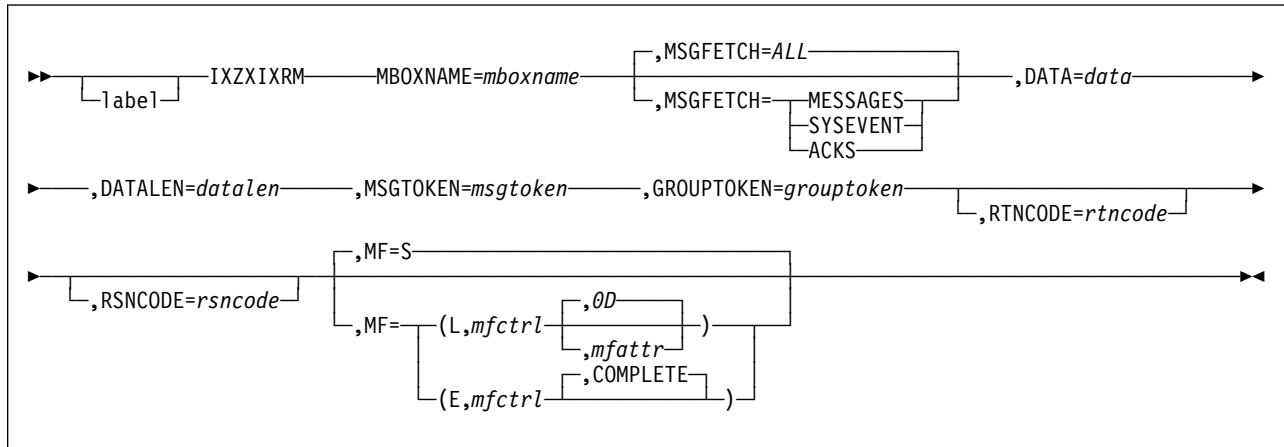 ,MSGFETCH=ALL
IXZXIXRM MBOXNAME=mboxname ,DATA=data
label ,MSGFETCH= MESSAGES
SYSEVENT
ACKS
,DATALEN=datalen ,MSGTOKEN=msgtoken ,GROUPTOKEN=grouptoken
,RTNCODE=rtncode
,MF=S
,RSNCODE=rsncode ,0D
,MF= (L,mfctrl )
,mfattr
,COMPLETE
(E,mfctrl )